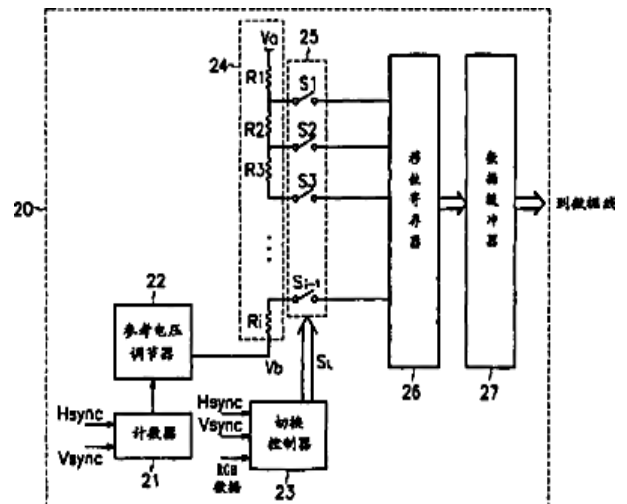 Va
25
24
R1
S1
R2
S2
R3
S3
移位寄存器
数据缓冲器
20
到数据线
Si-1
22
Ri
参考电压
调节器
Vb
Si
26
27
Hsync
计数器
Vsync
21
Hsync
Vsync
切换
控制器
RGB
数据
23